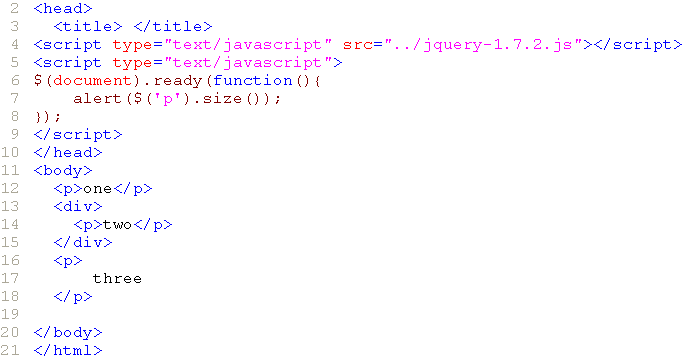 2 <head>
3   <title> </title>
4 <script type="text/javascript" src="../jquery-1.7.2.js"></script>
5 <script type="text/javascript">
6 $(document).ready(function(){
7     alert($('p').size());
8 });
9 </script>
10 </head>
11 <body>
12   <p>one</p>
13   <div>
14     <p>two</p>
15   </div>
16   <p>
17       three
18   </p>
19
20 </body>
21 </html>